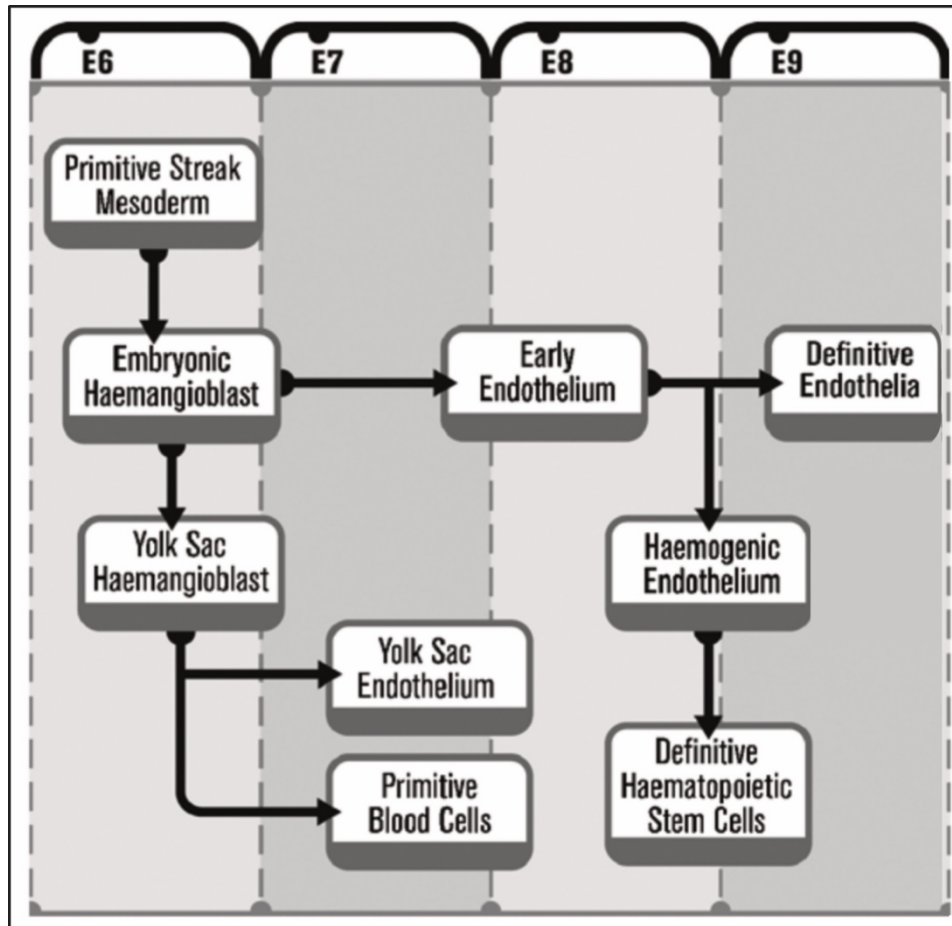 E6
E7
E8
E9
Primitive Streak
Mesoderm
Embryonic
Haemangioblast
Early
Endothelium
Definitive
Endothelia
Yolk Sac
Haemangioblast
Haemogenic
Endothelium
Yolk Sac
Endothelium
Primitive
Blood Cells
Definitive
Haematopoietic
Stem Cells